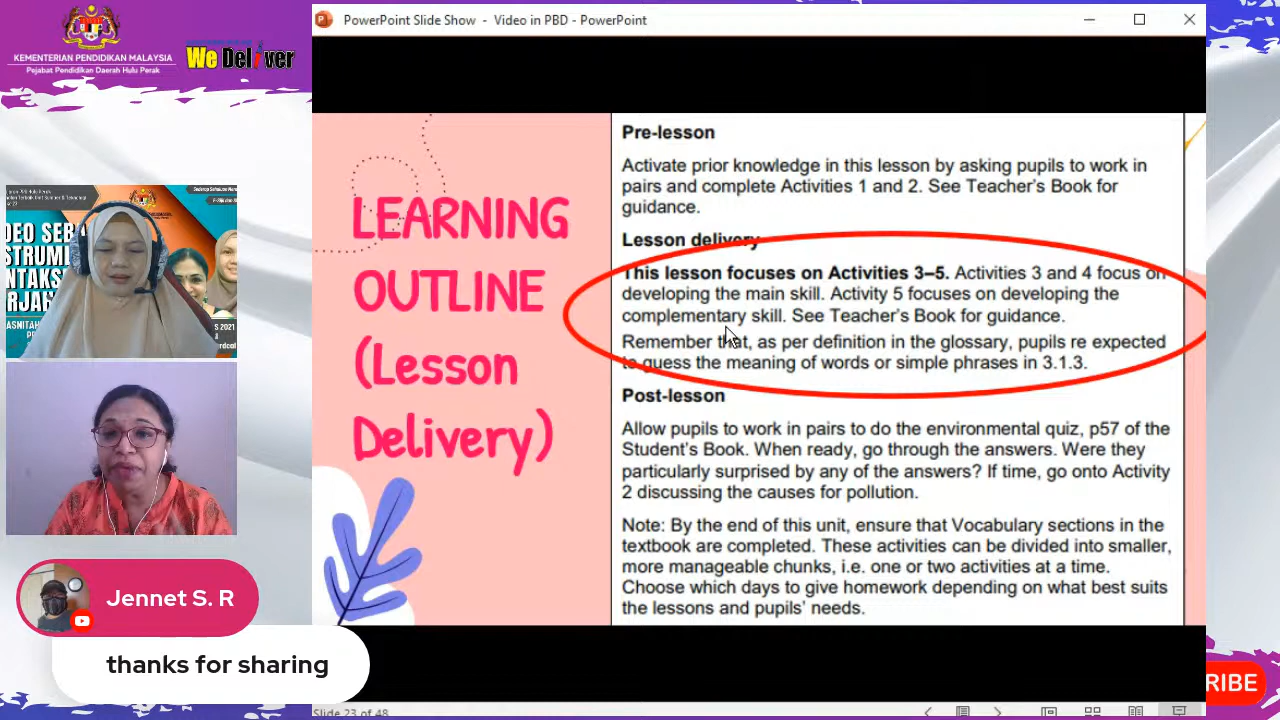 PowerPoint Slide Show - Video in PBD - PowerPoint
KEMENTERIAN PENDIDIKAN MALAYSIA
Pejabat Pendidikan Daerah Hulu Perak
We Deliver
LEARNING
OUTLINE
(Lesson
Delivery)
Pre-lesson
Activate prior knowledge in this lesson by asking pupils to work in
pairs and complete Activities 1 and 2. See Teacher's Book for
guidance.
Lesson delivery
This lesson focuses on Activities 3–5. Activities 3 and 4 focus on
developing the main skill. Activity 5 focuses on developing the
complementary skill. See Teacher's Book for guidance.
Remember that, as per definition in the glossary, pupils re expected
to guess the meaning of words or simple phrases in 3.1.3.
Post-lesson
Allow pupils to work in pairs to do the environmental quiz, p57 of the
Student's Book. When ready, go through the answers. Were they
particularly surprised by any of the answers? If time, go onto Activity
2 discussing the causes for pollution.
Note: By the end of this unit, ensure that Vocabulary sections in the
textbook are completed. These activities can be divided into smaller,
more manageable chunks, i.e. one or two activities at a time.
Choose which days to give homework depending on what best suits
the lessons and pupils' needs.
Jennet S. R
thanks for sharing
RIBE
Slide 23 of 48